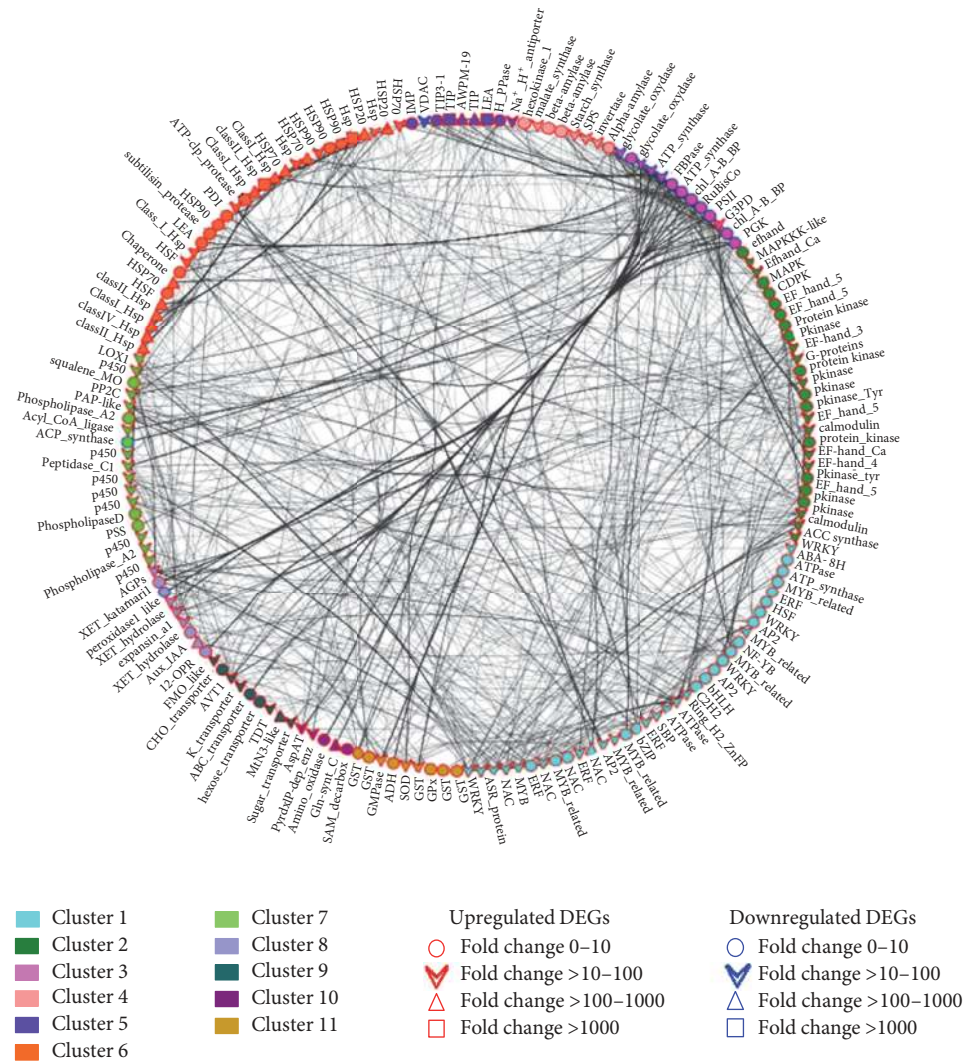 IMP
VDAC
TIP3-1
TIP
AWPM-19
TIP
LEA
H_PPase
Na⁺_H⁺_antiporter
hexokinase_1
malate_synthase
beta-amylase
beta-amylase
starch_synthase
SPS
invertase
Alpha-amylase
glycolate_oxydase
glycolate_oxydase
ATP_synthase
FBPase
ATP_synthase
chl_A-B_BP
RuBisCo
PSII
G3PD
chl_A-B_BP
PGK
efhand
MAPKKK-like
Efhand_Ca
MAPK
CDPK
EF_hand_5
EF_hand_5
Protein kinase
Pkinase
EF-hand_3
G-proteins
protein kinase
pkinase
pkinase
pkinase_Tyr
EF_hand_5
calmodulin
protein_kinase
EF-hand_Ca
EF-hand_4
Pkinase_tyr
EF_hand_5
pkinase
pkinase
calmodulin
ACC synthase
WRKY
ABA-8H
ATPase
ATP_synthase
MYB_related
ERF
HSF
WRKY
AP2
MYB_related
NF-YB
MYB_related
WRKY
AP2
bHLH
C2H2
Ring_H2_ZnFP
ATPase
ATPase
SBP
ERF
bZIP
MYB_related
MYB_related
AP2
NAC
ERF
NAC
MYB_related
NAC
ERF
MYB
NAC
ASR_protein
WRKY
GST
GST
GPx
GST
SOD
ADH
GMPase
GST
GST
SAM_decarbox
Gln-synt_C
Amino_oxidase
PyrdxlP-dep_enz
AspAT
Sugar_transporter
MtN3-like
TDT
hexose_transporter
ABC_transporter
K_transporter
AVT1
CHO_transporter
FMO_like
12-OPR
Aux_IAA
XET_hydrolase
expansin_a1
XET_hydrolase
peroxidase1_like
XET_katamari1
AGPs
p450
Phospholipase_A2
p450
PSS
PhospholipaseD
p450
p450
p450
Peptidase_C1
p450
ACP_synthase
Acyl_CoA_ligase
Phospholipase_A2
PAP-like
PP2C
squalene_MO
p450
LOX1
classII_Hsp
classIV_Hsp
ClassI_Hsp
classII_Hsp
HSF
HSP70
Chaperone
HSF
LEA
Class_I_Hsp
HSP90
subtilisin_protease
PDI
ATP-clp_protease
ClassI_Hsp
classII_Hsp
ClassI_Hsp
HSP70
Hsp
HSP70
HSP90
HSP90
HSP20
Hsp
HSP20
Hsp
HSP70
Cluster 1
Cluster 2
Cluster 3
Cluster 4
Cluster 5
Cluster 6
Cluster 7
Cluster 8
Cluster 9
Cluster 10
Cluster 11
Upregulated DEGs
Fold change 0–10
Fold change >10–100
Fold change >100–1000
Fold change >1000
Downregulated DEGs
Fold change 0–10
Fold change >10–100
Fold change >100–1000
Fold change >1000